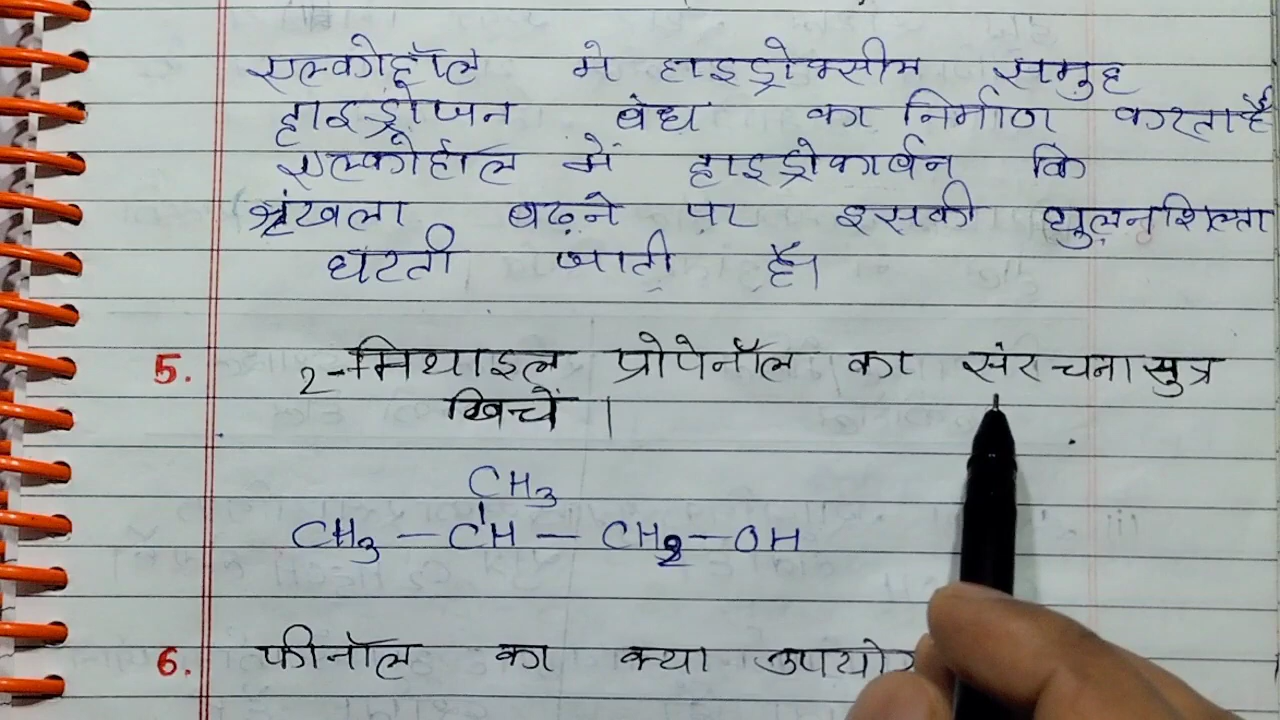 एल्कोहॉल मे हाइड्रोक्सील समुह
हाइड्रोजन बंध का निर्माण करता है
एल्कोहॉल में हाइड्रोकार्बन कि
श्रृंखला बढ़ने पर इसकी घुलनशिलता
घटती जाती है।
5. 2-मिथाइल प्रोपेनॉल का संरचना सुत्र
खिचें ।
CH3
CH3 — CH — CH2 — OH
6. फीनॉल का क्या